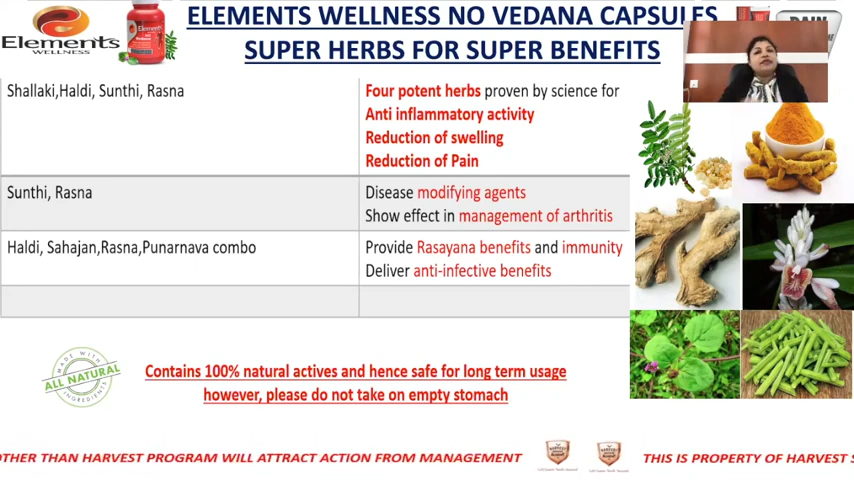 ELEMENTS WELLNESS NO VEDANA CAPSULES
SUPER HERBS FOR SUPER BENEFITS
Elements
WELLNESS
PAIN
Shallaki,Haldi, Sunthi, Rasna
Four potent herbs proven by science for
Anti inflammatory activity
Reduction of swelling
Reduction of Pain
Sunthi, Rasna
Disease modifying agents
Show effect in management of arthritis
Haldi, Sahajan,Rasna,Punarnava combo
Provide Rasayana benefits and immunity
Deliver anti-infective benefits
MADE WITH
ALL NATURAL
INGREDIENTS
Contains 100% natural actives and hence safe for long term usage
however, please do not take on empty stomach
OTHER THAN HARVEST PROGRAM WILL ATTRACT ACTION FROM MANAGEMENT
THIS IS PROPERTY OF HARVEST S